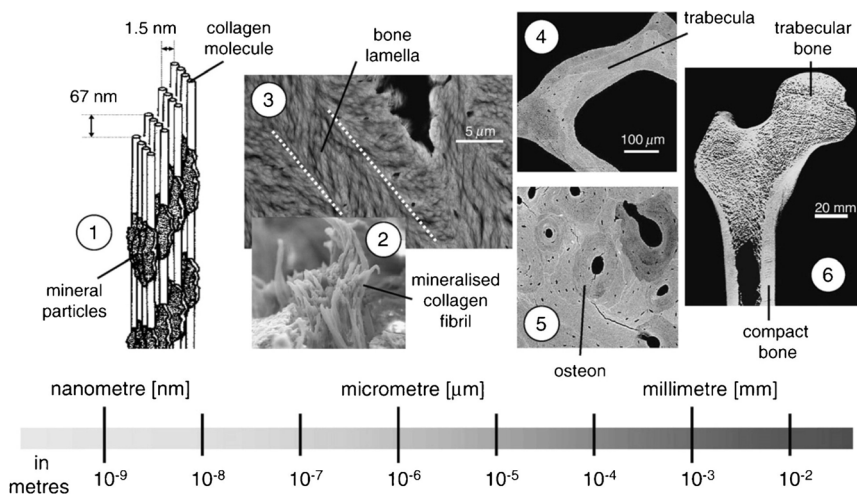 1.5 nm
collagen
molecule
67 nm
1
mineral
particles
bone
lamella
3
5 µm
2
mineralised
collagen
fibril
4
trabecula
100 µm
5
osteon
trabecular
bone
20 mm
6
compact
bone
nanometre [nm]
micrometre [µm]
millimetre [mm]
in
metres
10⁻⁹
10⁻⁸
10⁻⁷
10⁻⁶
10⁻⁵
10⁻⁴
10⁻³
10⁻²